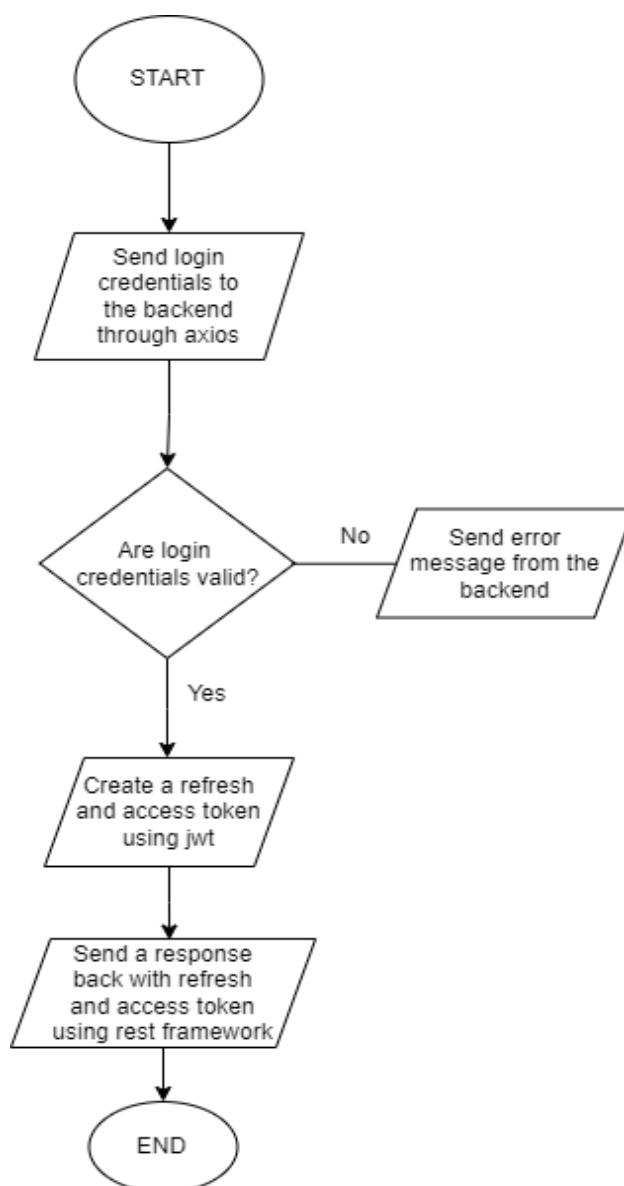 START
Send login
credentials to
the backend
through axios
Are login
credentials valid?
No
Send error
message from the
backend
Yes
Create a refresh
and access token
using jwt
Send a response
back with refresh
and access token
using rest framework
END